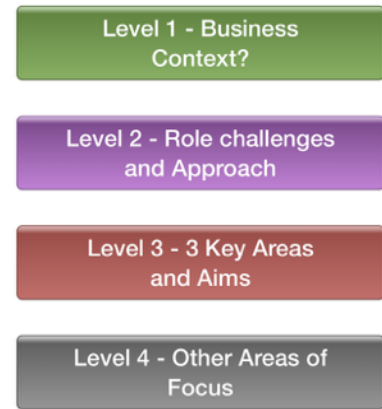 Level 1 - Business
Context?
Level 2 - Role challenges
and Approach
Level 3 - 3 Key Areas
and Aims
Level 4 - Other Areas of
Focus